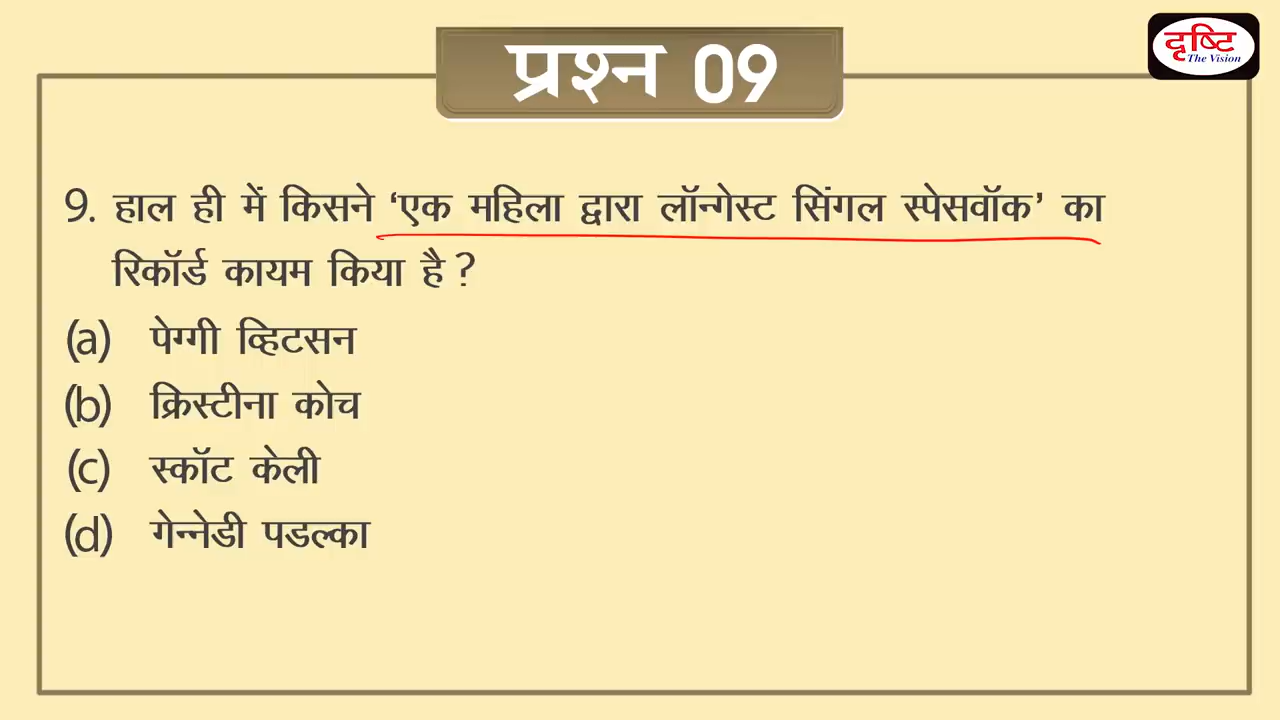 दृष्टि
The Vision
प्रश्न 09
9. हाल ही में किसने ‘एक महिला द्वारा लॉन्गेस्ट सिंगल स्पेसवॉक’ का
रिकॉर्ड कायम किया है ?
(a) पेग्गी व्हिटसन
(b) क्रिस्टीना कोच
(c) स्कॉट केली
(d) गेन्नेडी पडल्का